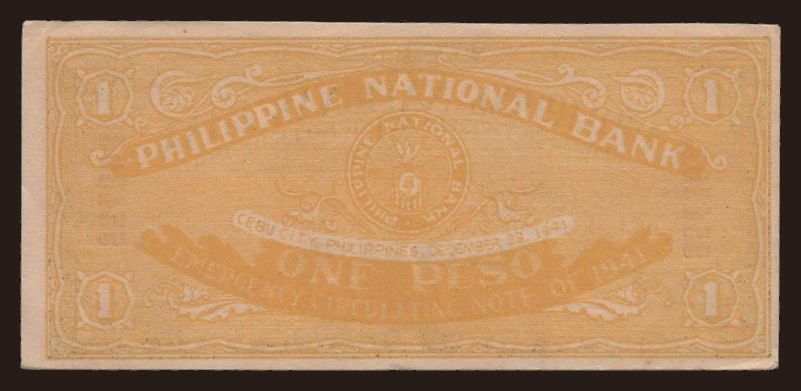 1 1
PHILIPPINE NATIONAL BANK
PHILIPPINE NATIONAL BANK
CEBU CITY, PHILIPPINES, DECEMBER 29 1941
ONE PESO
EMERGENCY CIRCULATING NOTE OF 1941
1 1